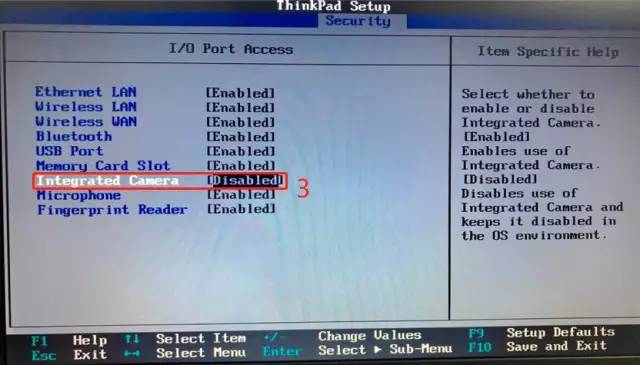 ThinkPad Setup
Security
I/O Port Access
Item Specific Help
Ethernet LAN [Enabled]
Wireless LAN [Enabled]
Wireless WAN [Enabled]
Bluetooth [Enabled]
USB Port [Enabled]
Memory Card Slot [Enabled]
Integrated Camera [Disabled] 3
Microphone [Enabled]
Fingerprint Reader [Enabled]
Select whether to
enable or disable
Integrated Camera.
[Enabled]
Enables use of
Integrated Camera.
[Disabled]
Disables use of
Integrated Camera and
keeps it disabled in
the OS environment.
F1 Help ↑↓ Select Item +/- Change Values F9 Setup Defaults
Esc Exit ↔ Select Menu Enter Select ▶ Sub-Menu F10 Save and Exit